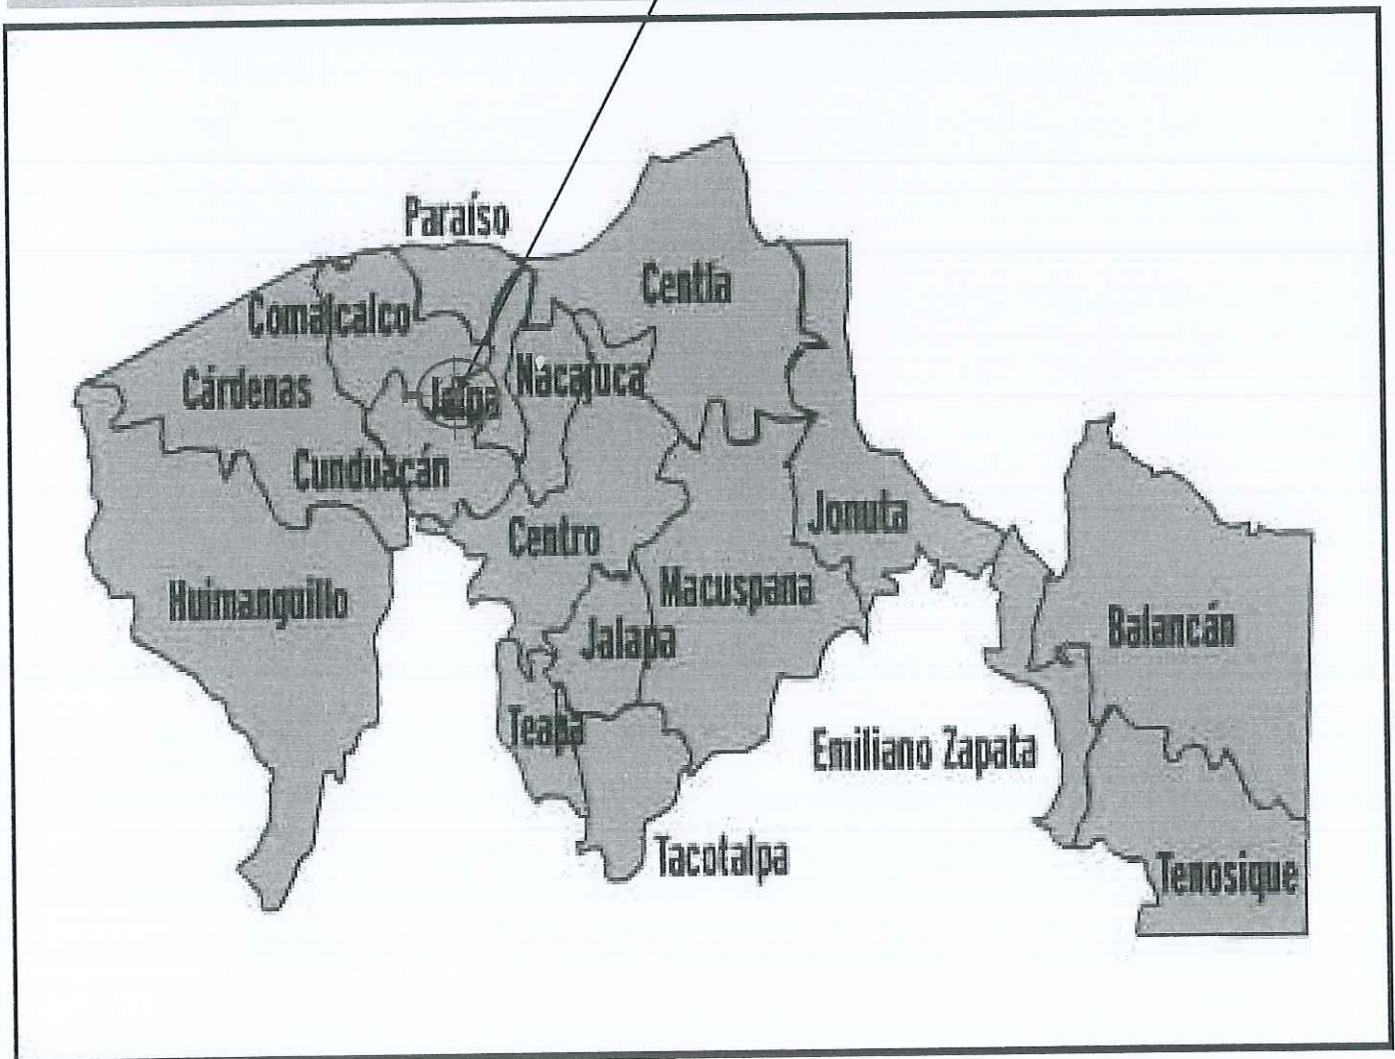 Paraíso
Centla
Comalcalco
Nacajuca
Cárdenas
Jalpa
Cunduacán
Jonuta
Centro
Macuspana
Huimanguillo
Jalapa
Balancán
Teapa
Emiliano Zapata
Tacotalpa
Tenosique